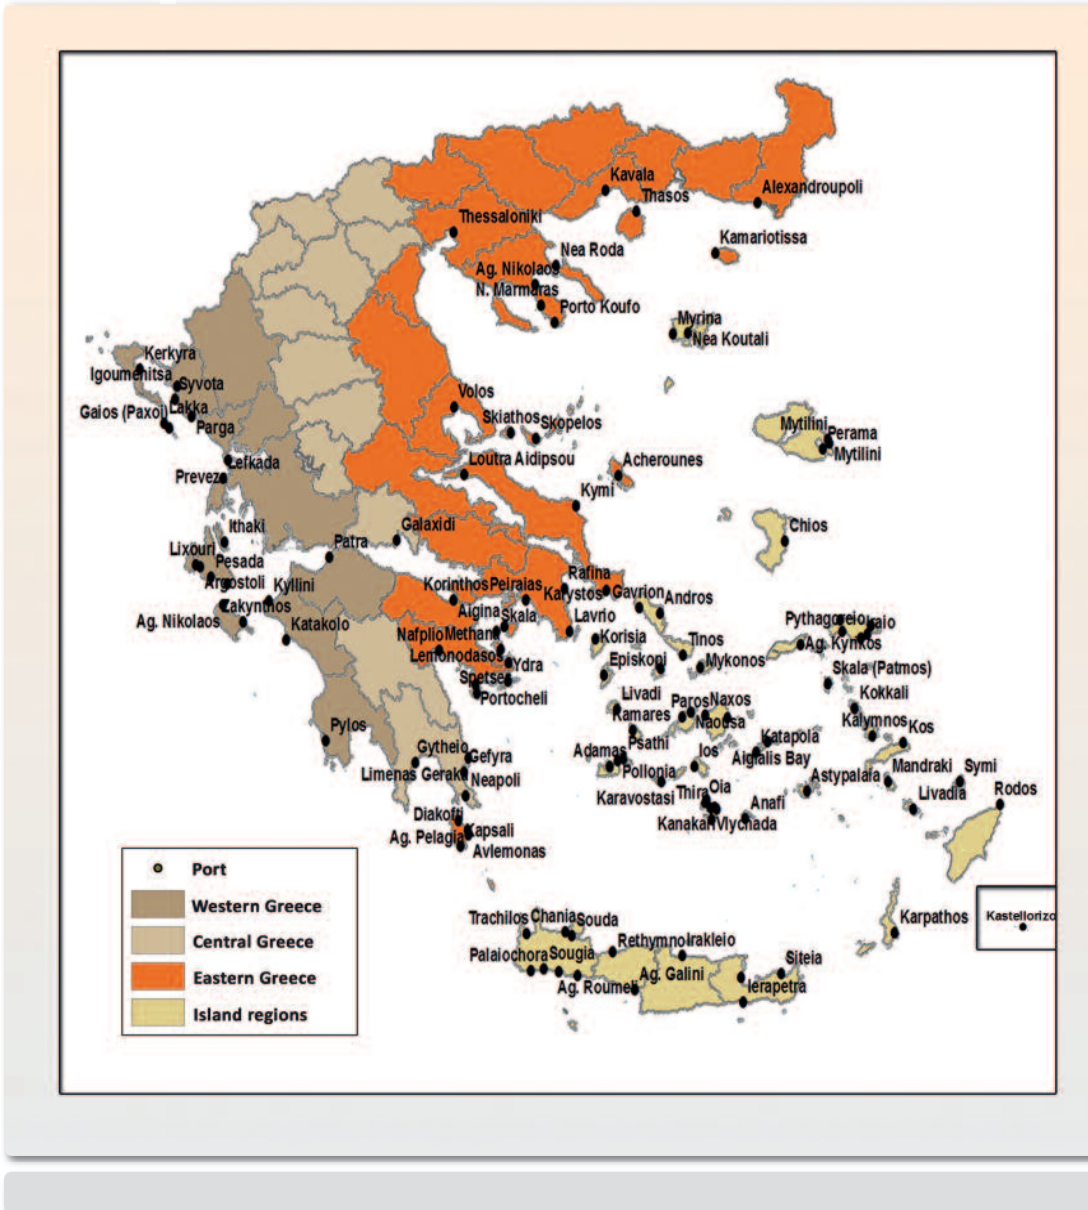 Kavala
Thasos
Alexandroupoli
Thessaloniki
Kamariotissa
Nea Roda
Ag. Nikolaos
N. Marmaras
Porto Koufo
Myrina
Nea Koutali
Kerkyra
Igoumenitsa
Syvota
Gaios (Paxoi)
Lakka
Parga
Volos
Skiathos
Skopelos
Mytilini
Perama
Mytilini
Lefkada
Preveza
Loutra Aidipsou
Acherounes
Kymi
Chios
Ithaki
Galaxidi
Patra
Lixouri
Pesada
Argostoli
Kyllini
Zakynthos
Ag. Nikolaos
Katakolo
Korinthos
Peiraias
Rafina
Karystos
Gavrion
Andros
Aigina
Skala
Lavrio
Nafplio
Methana
Korisia
Tinos
Pythagoreio
Ag. Kyrikos
Lemonodasos
Ydra
Episkopi
Mykonos
Skala (Patmos)
Spetses
Portocheli
Livadi
Paros
Naxos
Kokkali
Kamares
Naousa
Kalymnos
Kos
Pylos
Psathi
Katapola
Adamas
Ios
Aigialis Bay
Gytheio
Gefyra
Pollonia
Astypalaia
Mandraki
Symi
Limenas Geraka
Neapoli
Karavostasi
Thira
Oia
Anafi
Livadia
Rodos
Diakofti
Kapsali
Kanakari
Vlychada
Ag. Pelagia
Avlemonas
Port
Western Greece
Central Greece
Eastern Greece
Island regions
Trachilos
Chania
Souda
Karpathos
Kastellorizo
Palaiochora
Sougia
Rethymno
Irakleio
Siteia
Ag. Roumeli
Ag. Galini
Ierapetra